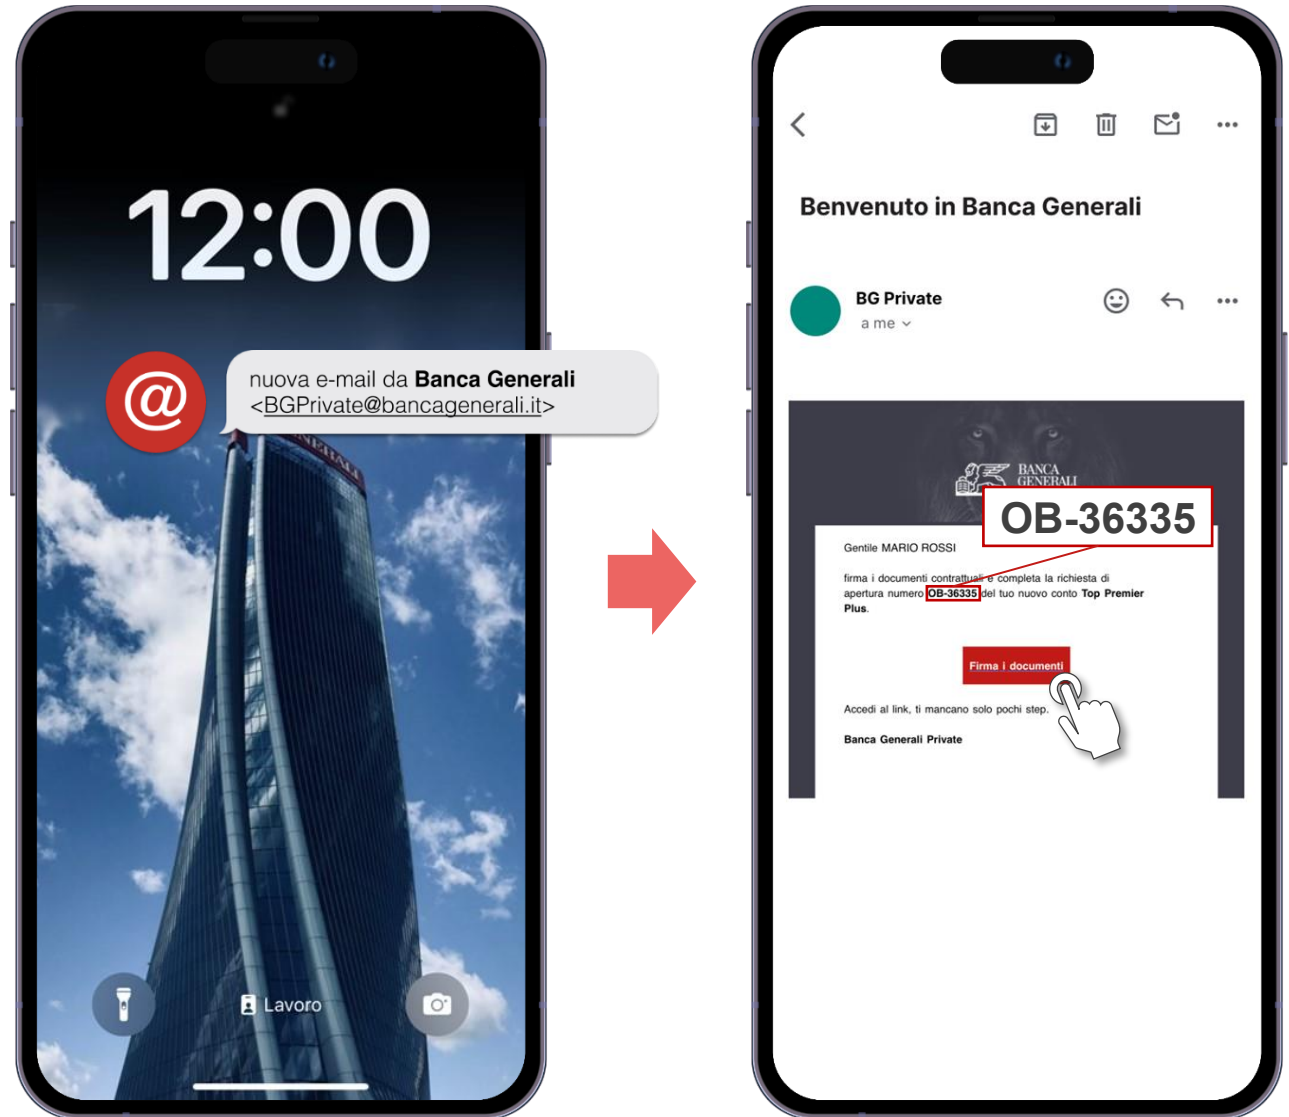 12:00
nuova e-mail da Banca Generali
<BGPrivate@bancagenerali.it>
GENERALI
Lavoro
Benvenuto in Banca Generali
BG Private
a me
BANCA
GENERALI
OB-36335
Gentile MARIO ROSSI
firma i documenti contrattuali e completa la richiesta di
apertura numero OB-36335 del tuo nuovo conto Top Premier
Plus.
Firma i documenti
Accedi al link, ti mancano solo pochi step.
Banca Generali Private